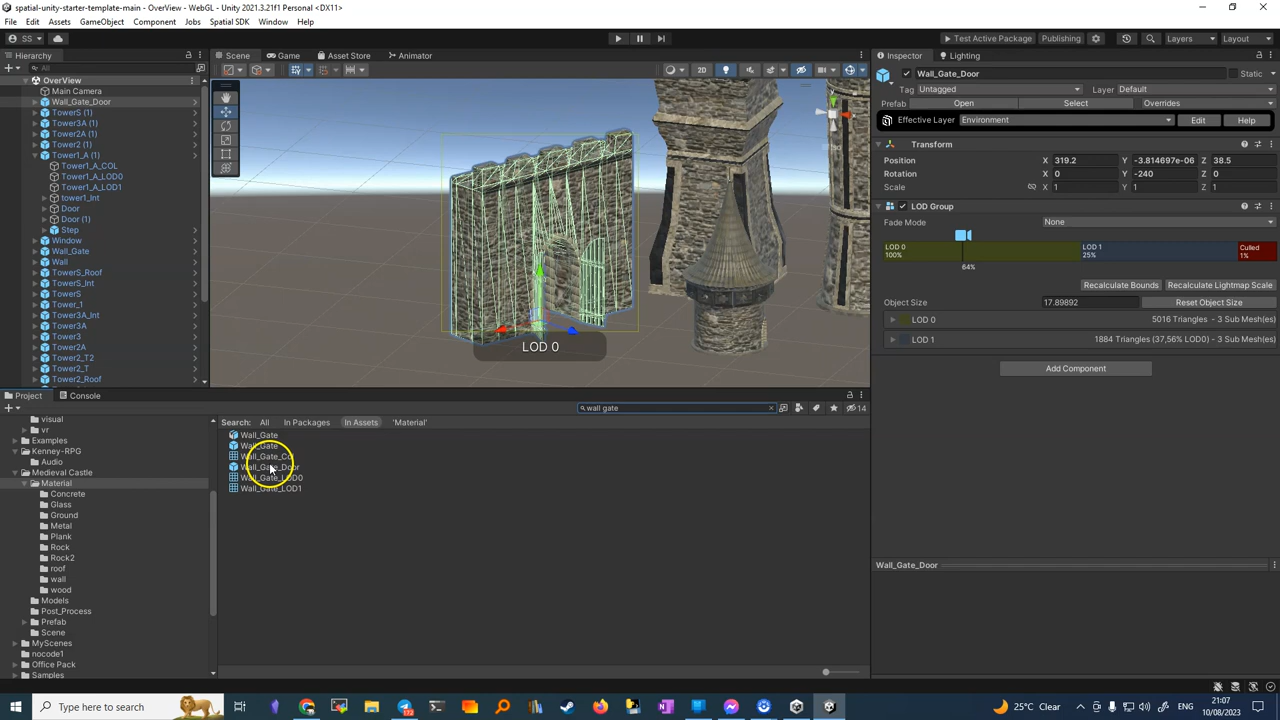 spatial-unity-starter-template-main - OverView - WebGL - Unity 2021.3.21f1 Personal <DX11>
File Edit Assets GameObject Component Jobs Spatial SDK Window Help
SS Test Active Package Publishing Layers Layout
Hierarchy Scene Game Asset Store Animator Inspector Lighting
All
OverView
Main Camera
Wall_Gate_Door
TowerS (1)
Tower3A (1)
Tower2A (1)
Tower2 (1)
Tower1_A (1)
Tower1_A_COL
Tower1_A_LOD0
Tower1_A_LOD1
tower1_Int
Door
Door (1)
Step
Window
Wall_Gate
Wall
TowerS_Roof
TowerS_Int
TowerS
Tower_1
Tower3A_Int
Tower3A
Tower3
Tower2A
Tower2_T2
Tower2_T
Tower2_Roof
2D
LOD 0
Wall_Gate_Door Static
Tag Untagged Layer Default
Prefab Open Select Overrides
Effective Layer Environment Edit Help
Transform
Position X 319.2 Y -3.814697e-06 Z 38.5
Rotation X 0 Y -240 Z 0
Scale X 1 Y 1 Z 1
LOD Group
Fade Mode None
LOD 0 LOD 1 Culled
100% 25% 1%
64%
Recalculate Bounds Recalculate Lightmap Scale
Object Size 17.89892 Reset Object Size
LOD 0 5016 Triangles - 3 Sub Mesh(es)
LOD 1 1884 Triangles (37,56% LOD0) - 3 Sub Mesh(es)
Add Component
Wall_Gate_Door
Project Console
wall gate 14
Search: All In Packages In Assets 'Material'
visual
vr
Examples
Kenney-RPG
Audio
Medieval Castle
Material
Concrete
Glass
Ground
Metal
Plank
Rock
Rock2
roof
wall
wood
Models
Post_Process
Prefab
Scene
MyScenes
nocode1
Office Pack
Samples
Wall_Gate
Wall_Gate
Wall_Gate_Co
Wall_Gate_Door
Wall_Gate_LOD0
Wall_Gate_LOD1
Type here to search
25°C Clear
21:07
10/08/2023